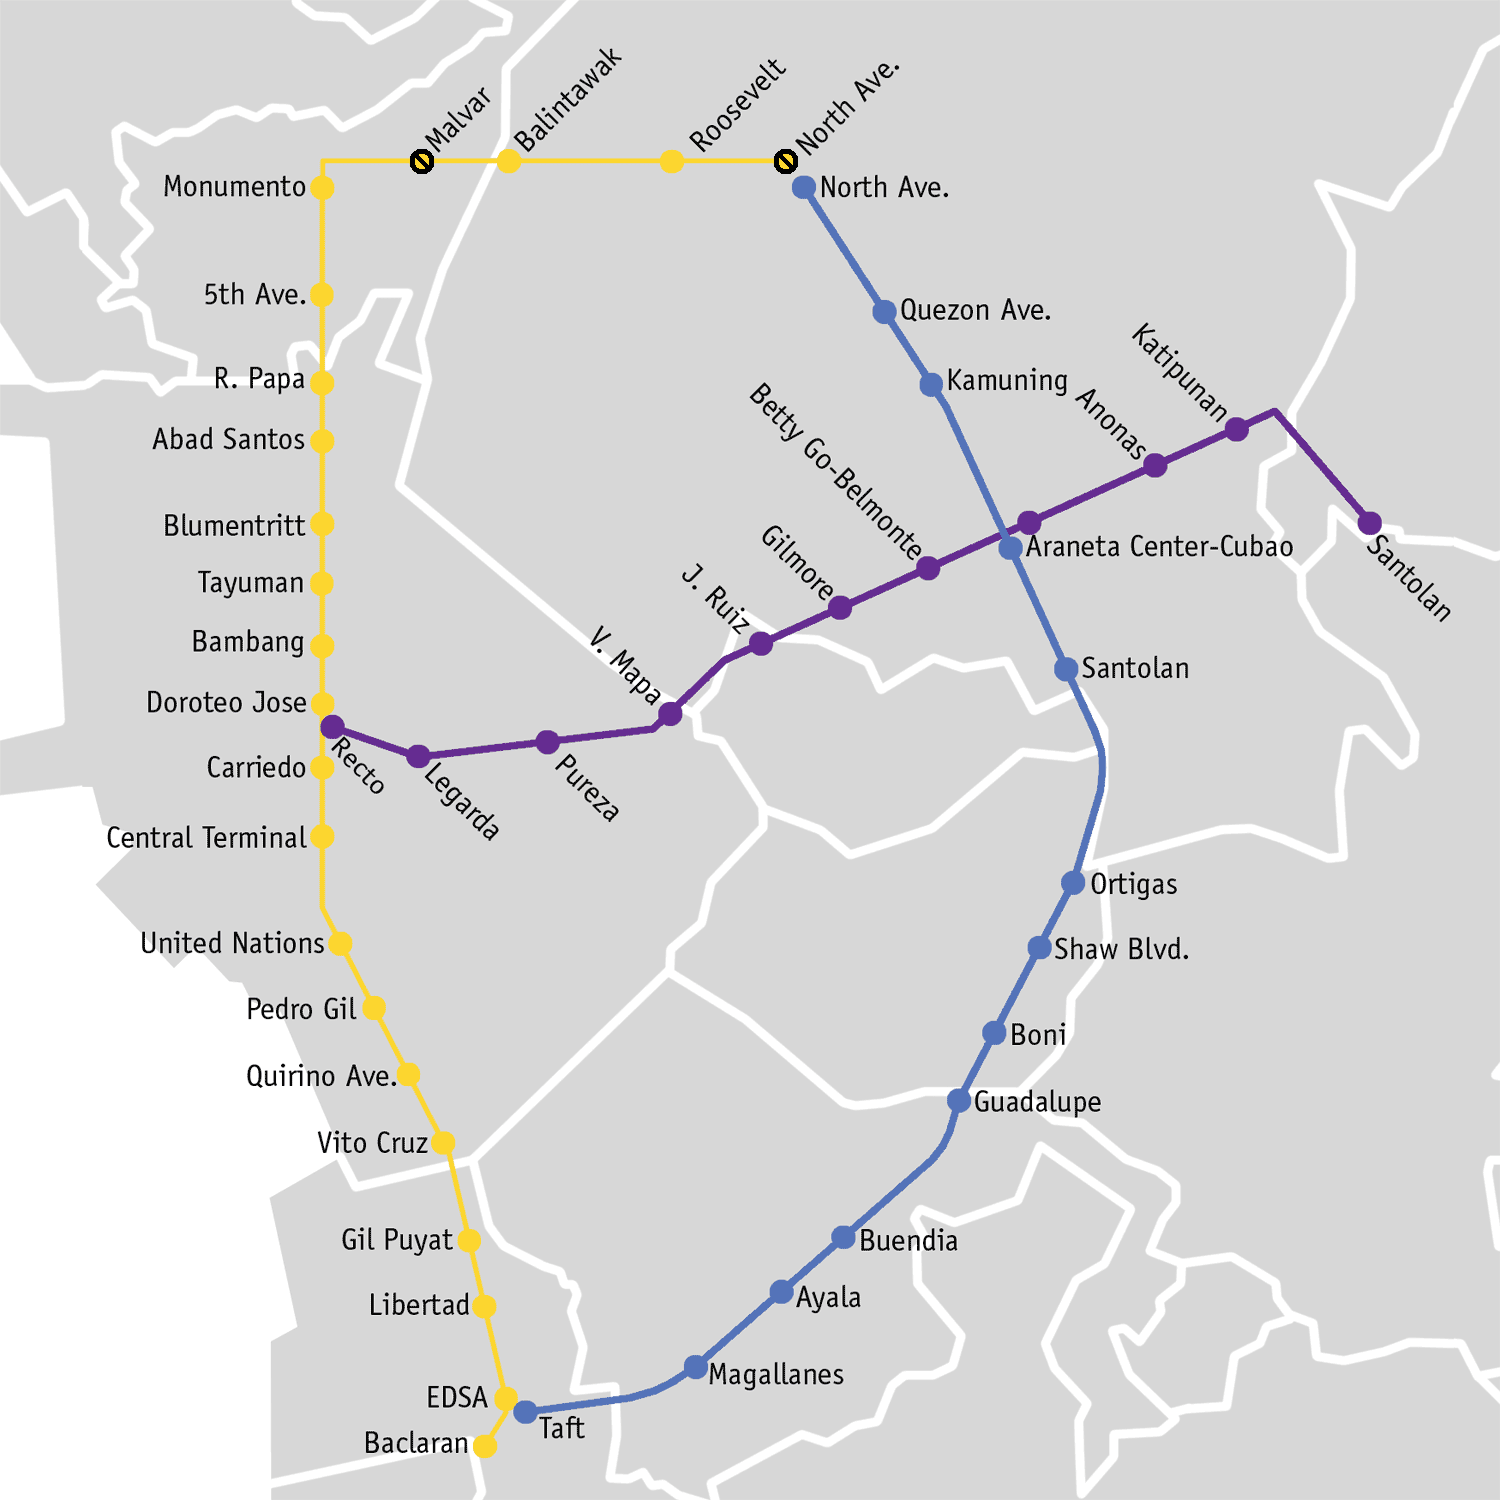 Malvar
Balintawak
Roosevelt
North Ave.
Monumento
North Ave.
5th Ave.
Quezon Ave.
R. Papa
Kamuning
Anonas
Katipunan
Abad Santos
Betty Go-Belmonte
Blumentritt
Gilmore
Araneta Center-Cubao
Santolan
Tayuman
J. Ruiz
Bambang
V. Mapa
Santolan
Doroteo Jose
Recto
Carriedo
Legarda
Pureza
Central Terminal
Ortigas
United Nations
Shaw Blvd.
Pedro Gil
Boni
Quirino Ave.
Guadalupe
Vito Cruz
Gil Puyat
Buendia
Libertad
Ayala
Magallanes
EDSA
Taft
Baclaran